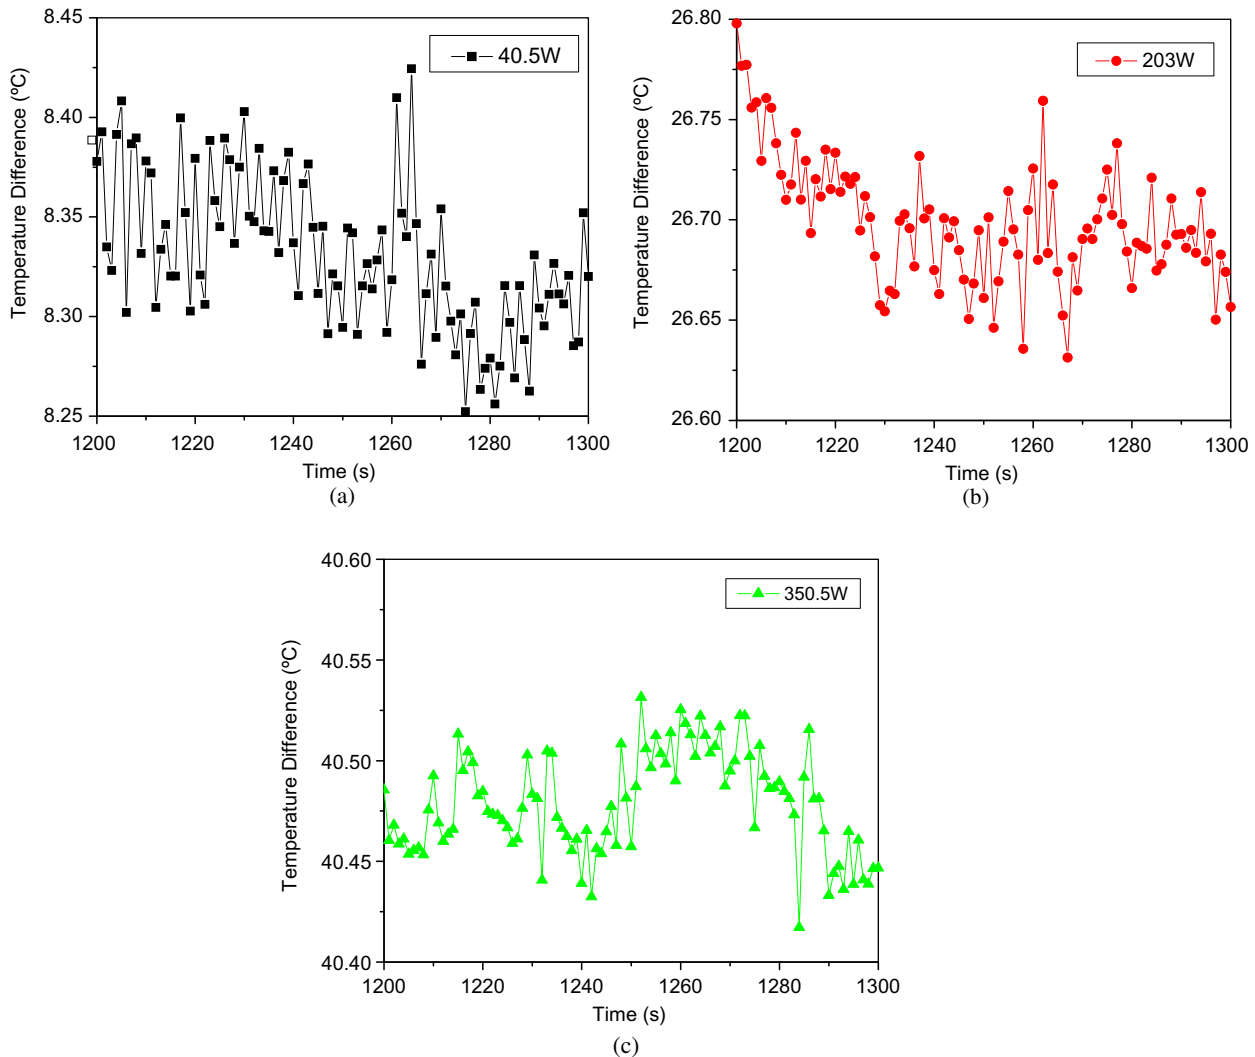 8.45
8.40
8.35
8.30
8.25
Temperature Difference (ºC)
40.5W
1200 1220 1240 1260 1280 1300
Time (s)
(a)
26.80
26.75
26.70
26.65
26.60
Temperature Difference (ºC)
203W
1200 1220 1240 1260 1280 1300
Time (s)
(b)
40.60
40.55
40.50
40.45
40.40
Temperature Difference (ºC)
350.5W
1200 1220 1240 1260 1280 1300
Time (s)
(c)